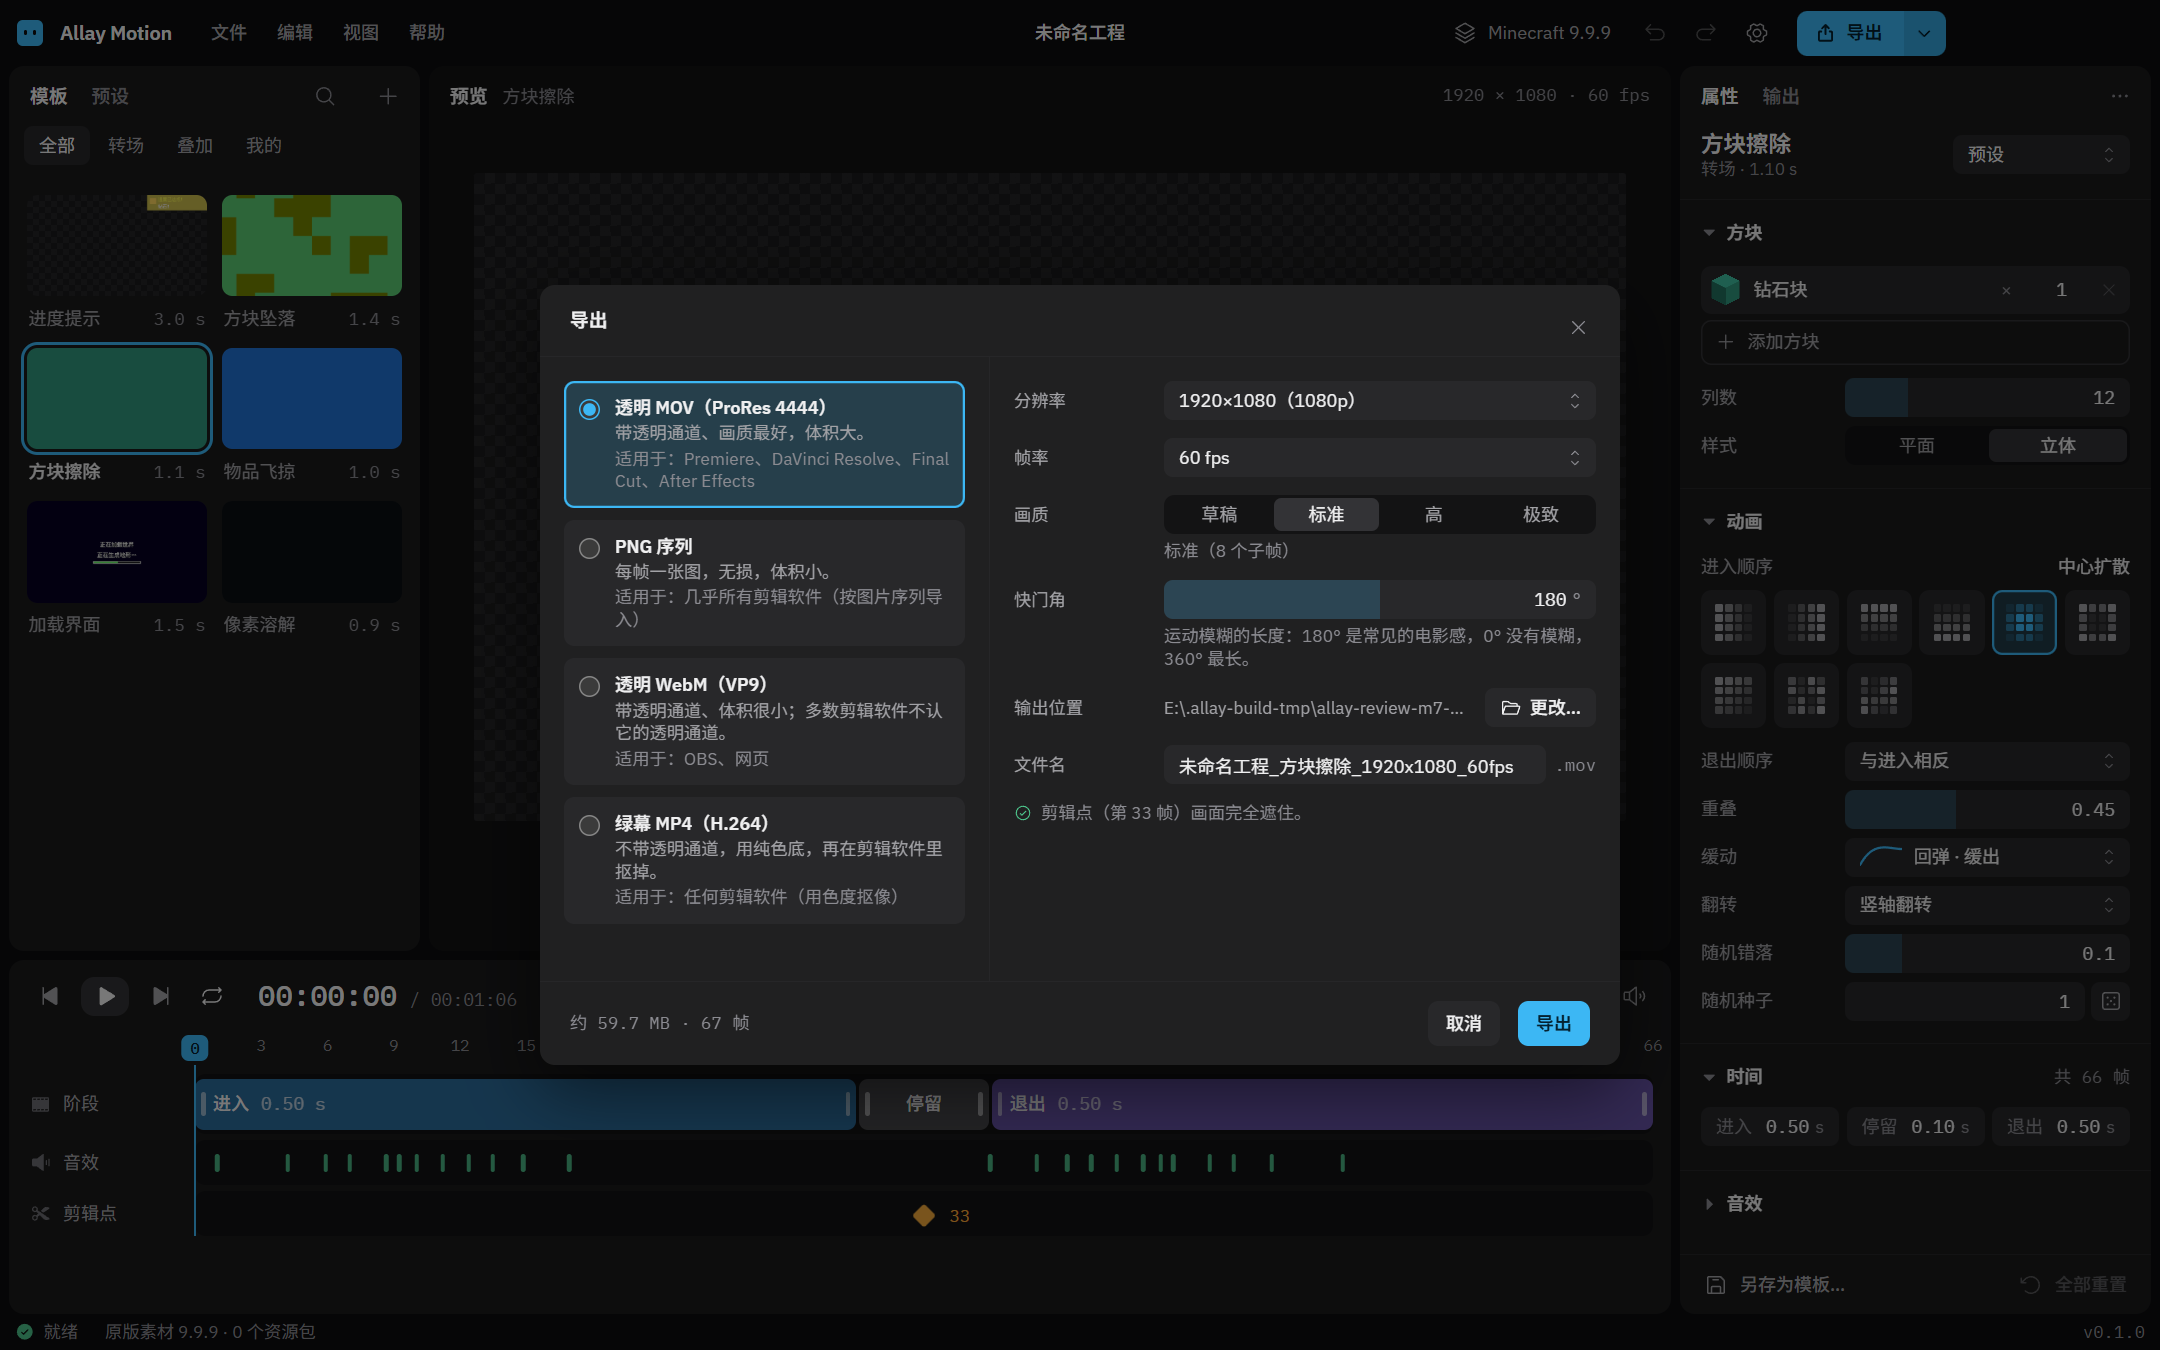 Allay Motion 文件 编辑 视图 帮助 未命名工程 Minecraft 9.9.9 导出
模板 预设
全部 转场 叠加 我的
进度提示 3.0 s 方块坠落 1.4 s
方块擦除 1.1 s 物品飞掠 1.0 s
正在加载世界
加载界面 1.5 s 像素溶解 0.9 s
预览 方块擦除 1920 × 1080 · 60 fps
导出
透明 MOV（ProRes 4444）
带透明通道、画质最好，体积大。
适用于：Premiere、DaVinci Resolve、Final
Cut、After Effects
PNG 序列
每帧一张图，无损，体积小。
适用于：几乎所有剪辑软件（按图片序列导
入）
透明 WebM（VP9）
带透明通道、体积很小；多数剪辑软件不认
它的透明通道。
适用于：OBS、网页
绿幕 MP4（H.264）
不带透明通道，用纯色底，再在剪辑软件里
抠掉。
适用于：任何剪辑软件（用色度抠像）
分辨率 1920×1080（1080p）
帧率 60 fps
画质 草稿 标准 高 极致
标准（8 个子帧）
快门角 180 °
运动模糊的长度：180° 是常见的电影感，0° 没有模糊，
360° 最长。
输出位置 E:\.allay-build-tmp\allay-review-m7-... 更改...
文件名 未命名工程_方块擦除_1920x1080_60fps .mov
剪辑点（第 33 帧）画面完全遮住。
约 59.7 MB · 67 帧 取消 导出
属性 输出 ···
方块擦除 预设
转场 · 1.10 s
方块
钻石块 × 1 ×
添加方块
列数 12
样式 平面 立体
动画
进入顺序 中心扩散
退出顺序 与进入相反
重叠 0.45
缓动 回弹 · 缓出
翻转 竖轴翻转
随机错落 0.1
随机种子 1
时间 共 66 帧
进入 0.50 s 停留 0.10 s 退出 0.50 s
音效
另存为模板... 全部重置
00:00:00 / 00:01:06
0 3 6 9 12 15 66
阶段 进入 0.50 s 停留 退出 0.50 s
音效
剪辑点 33
就绪 原版素材 9.9.9 · 0 个资源包 v0.1.0